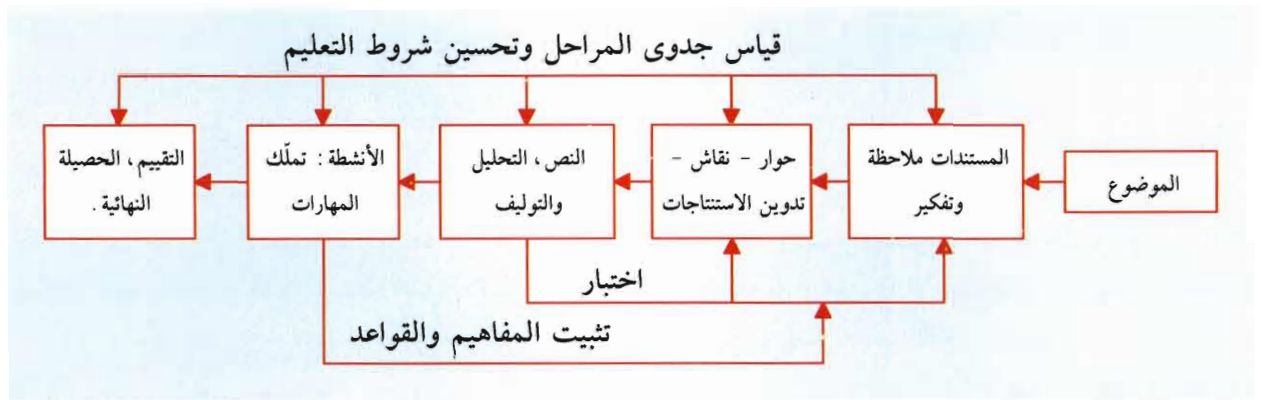 قياس جدوى المراحل وتحسين شروط التعليم
الموضوع
المستندات ملاحظة
وتفكير
حوار - نقاش -
تدوين الاستنتاجات
النص، التحليل
والتوليف
الأنشطة : تملّك
المهارات
التقييم، الحصيلة
النهائية .
اختبار
تثبيت المفاهيم والقواعد